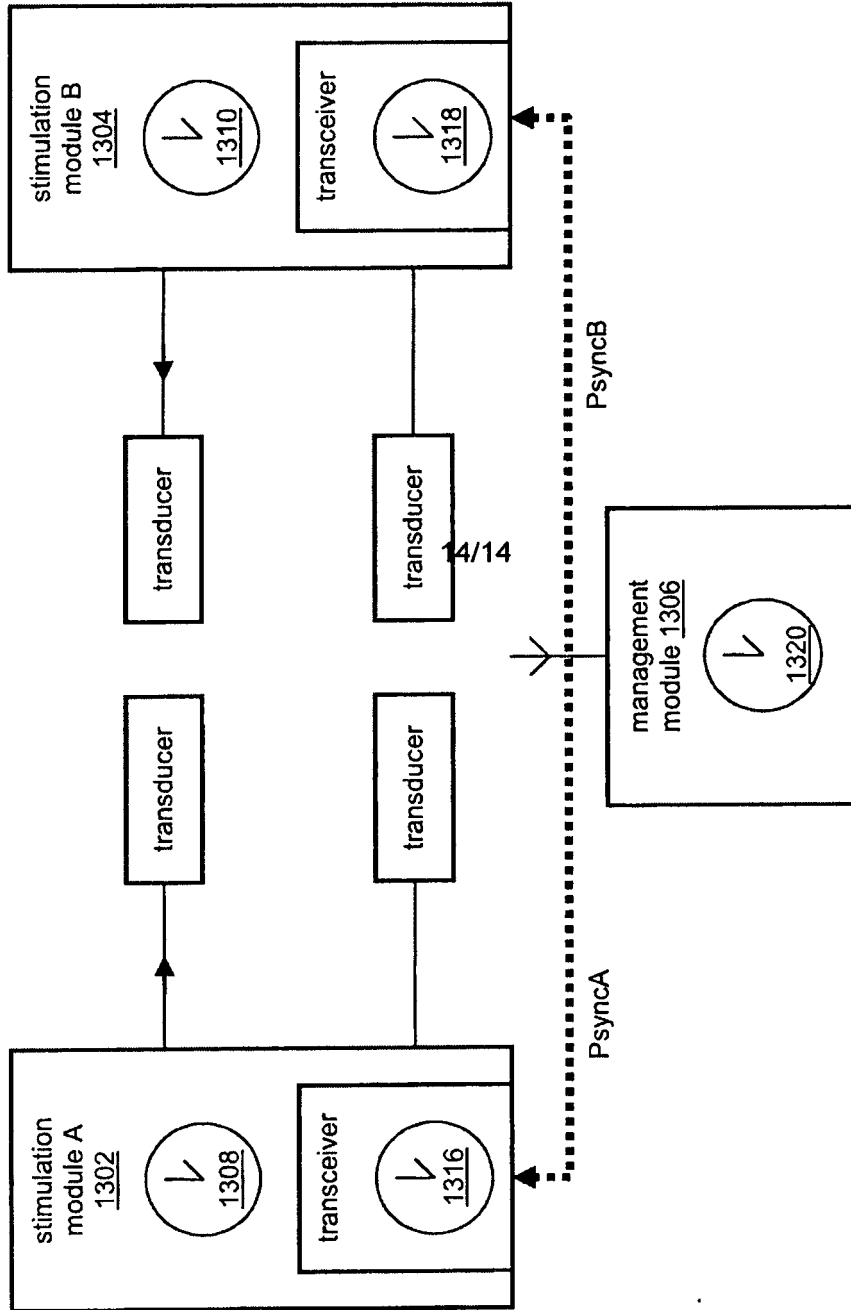 stimulation
module A
1302
1308
transceiver
1316
transducer
transducer
transducer
transducer
stimulation
module B
1304
1310
transceiver
1318
14/14
PsyncA
PsyncB
management
module 1306
1320